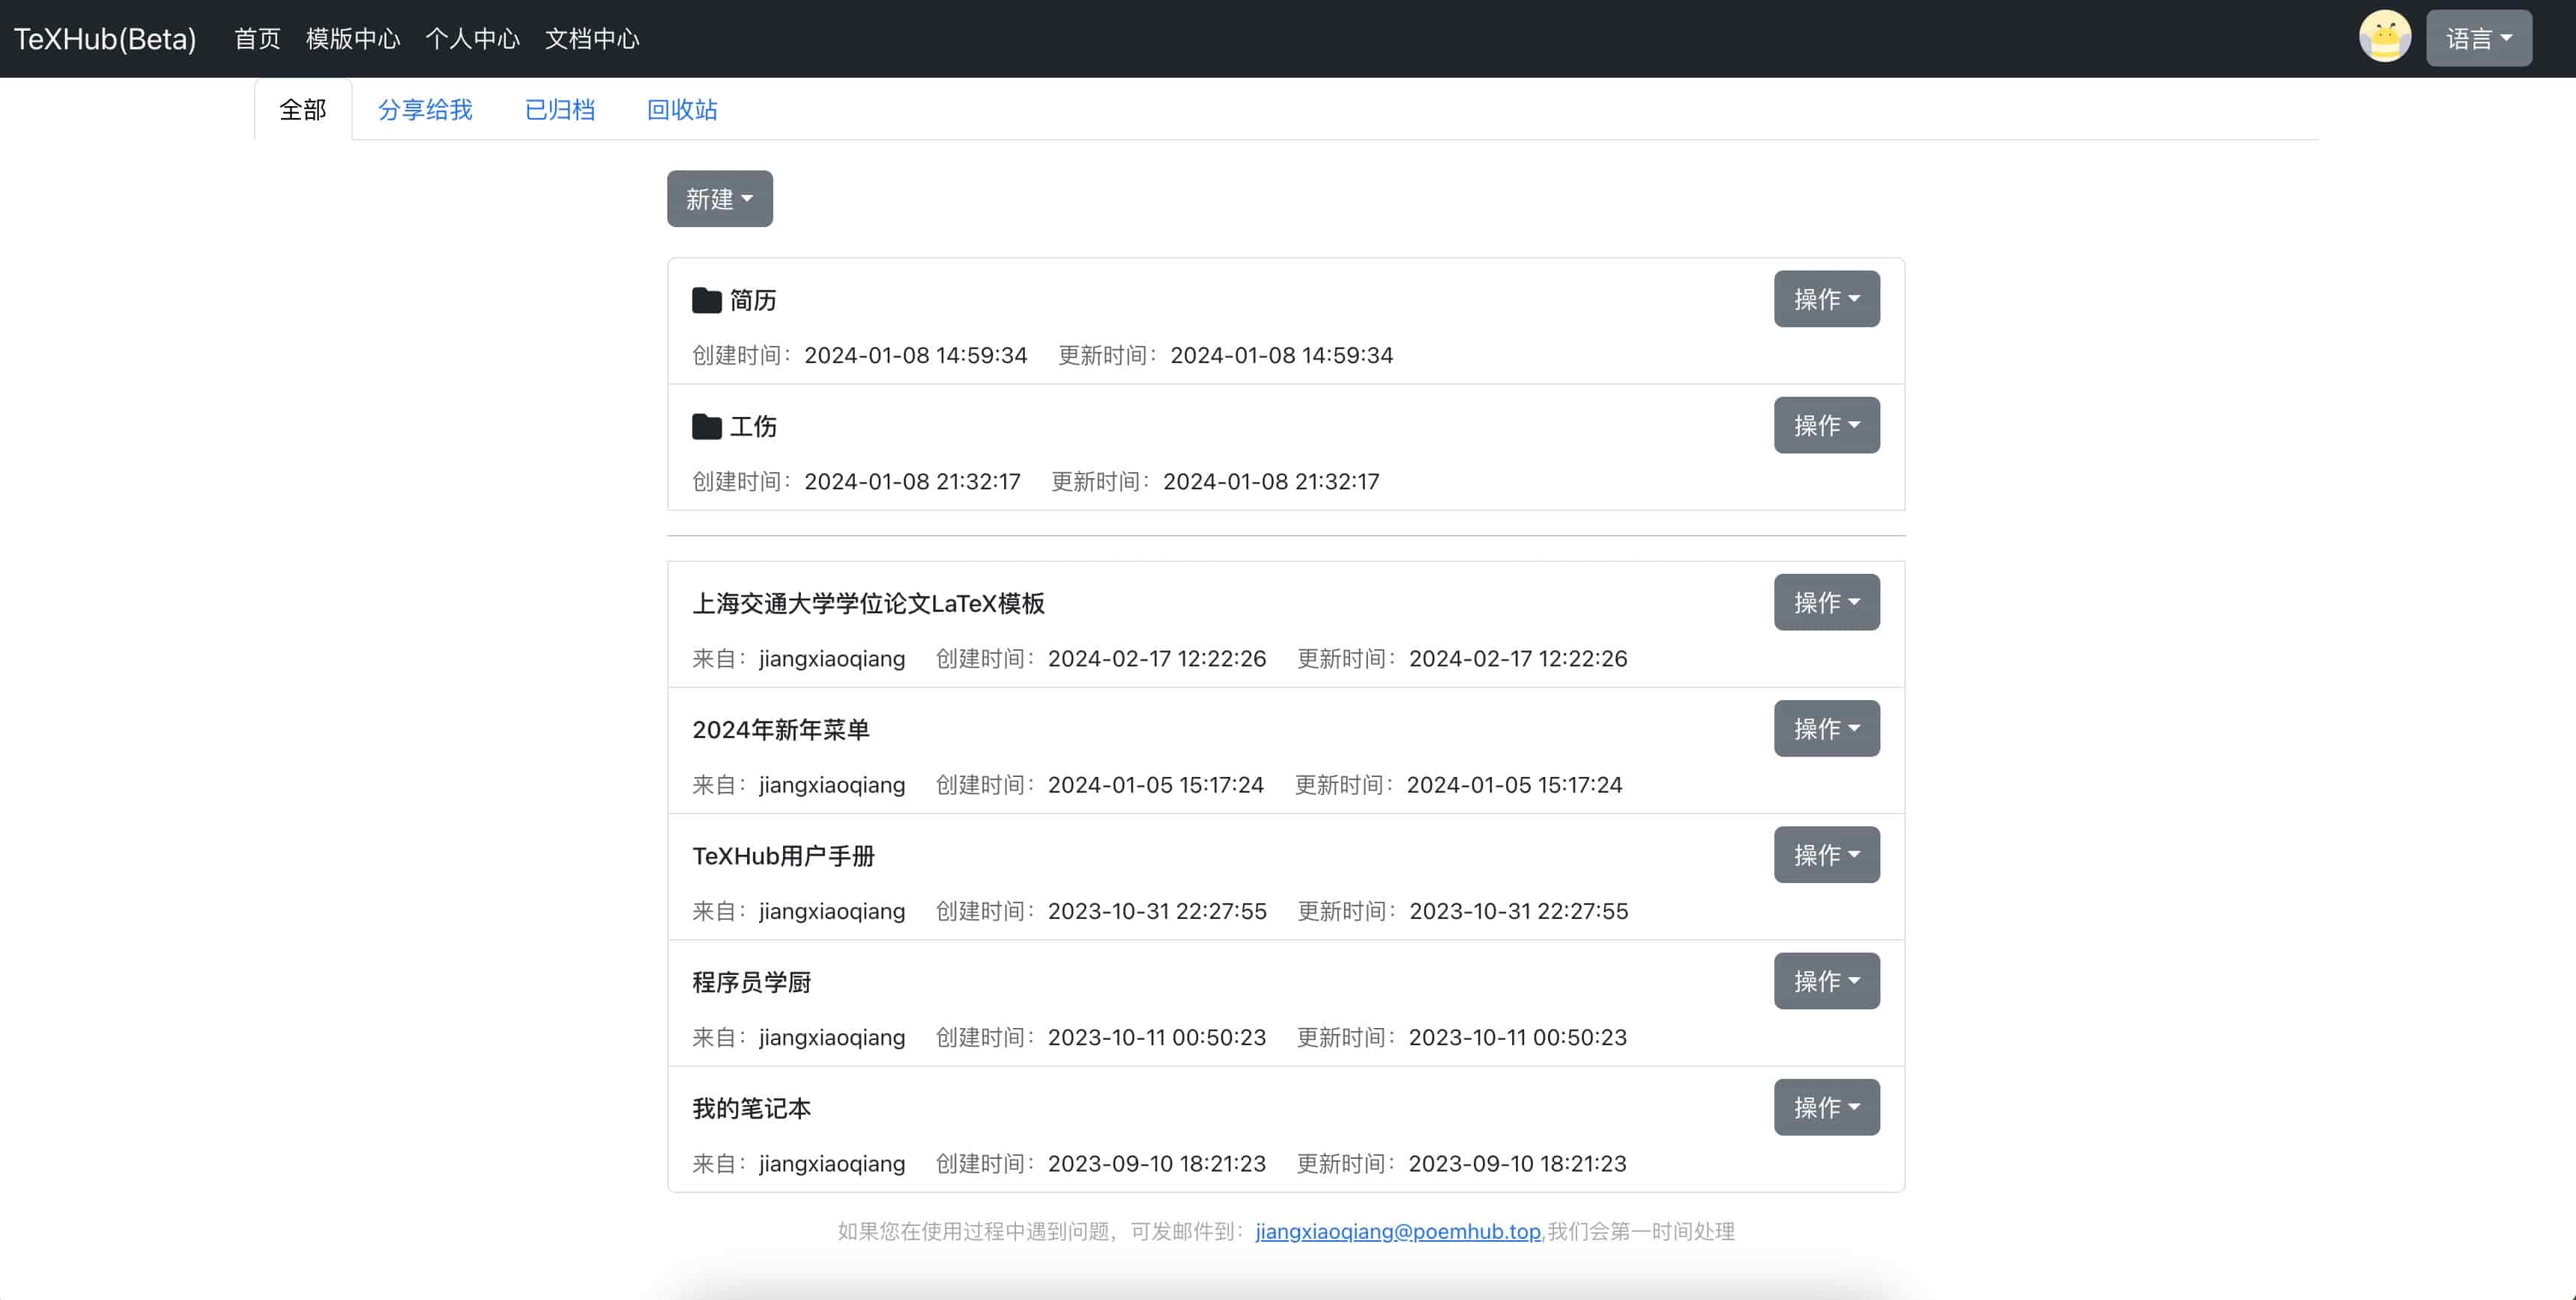 TeXHub(Beta) 首页 模版中心 个人中心 文档中心 语言
全部 分享给我 已归档 回收站
新建
简历 操作
创建时间： 2024-01-08 14:59:34 更新时间： 2024-01-08 14:59:34
工伤 操作
创建时间： 2024-01-08 21:32:17 更新时间： 2024-01-08 21:32:17
上海交通大学学位论文LaTeX模板 操作
来自： jiangxiaoqiang 创建时间： 2024-02-17 12:22:26 更新时间： 2024-02-17 12:22:26
2024年新年菜单 操作
来自： jiangxiaoqiang 创建时间： 2024-01-05 15:17:24 更新时间： 2024-01-05 15:17:24
TeXHub用户手册 操作
来自： jiangxiaoqiang 创建时间： 2023-10-31 22:27:55 更新时间： 2023-10-31 22:27:55
程序员学厨 操作
来自： jiangxiaoqiang 创建时间： 2023-10-11 00:50:23 更新时间： 2023-10-11 00:50:23
我的笔记本 操作
来自： jiangxiaoqiang 创建时间： 2023-09-10 18:21:23 更新时间： 2023-09-10 18:21:23
如果您在使用过程中遇到问题，可发邮件到：jiangxiaoqiang@poemhub.top,我们会第一时间处理